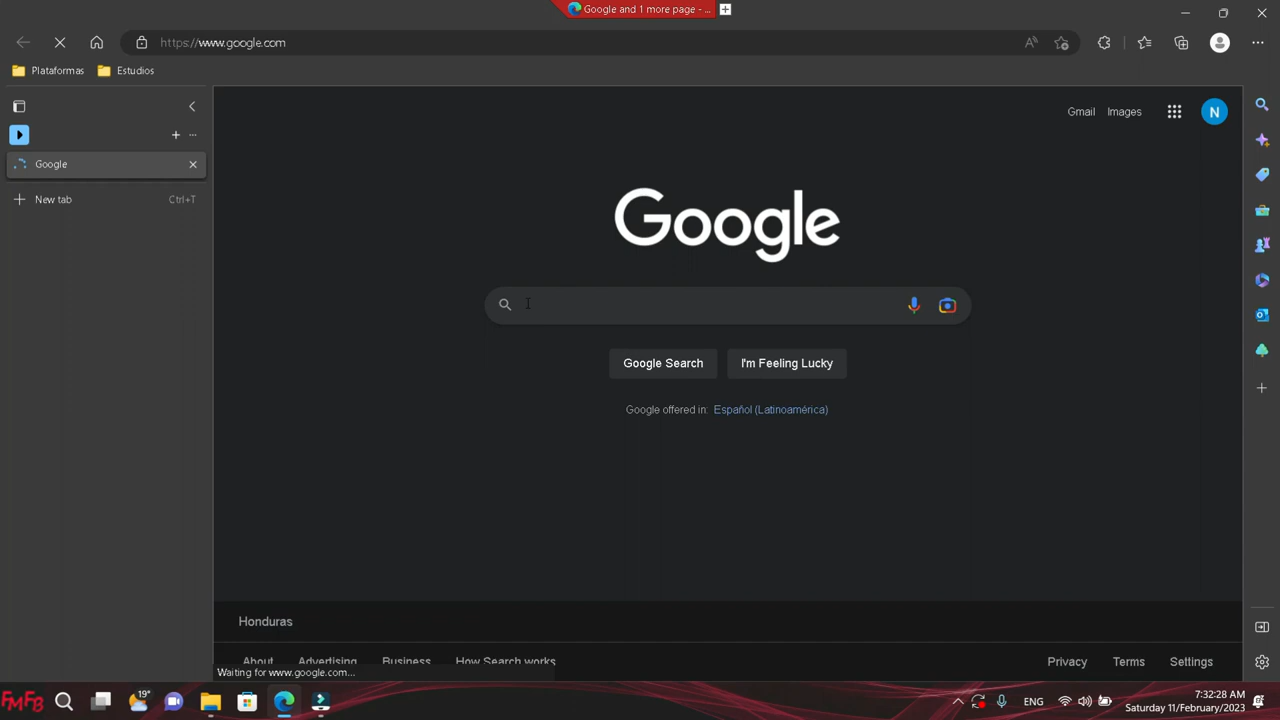 Google and 1 more page - ...
https://www.google.com
Plataformas Estudios
Google
New tab Ctrl+T
Gmail Images N
Google
Google Search I'm Feeling Lucky
Google offered in: Español (Latinoamérica)
Honduras
About Advertising Business How Search works Privacy Terms Settings
Waiting for www.google.com...
FMFB 19° ENG 7:32:28 AM
Saturday 11/February/2023